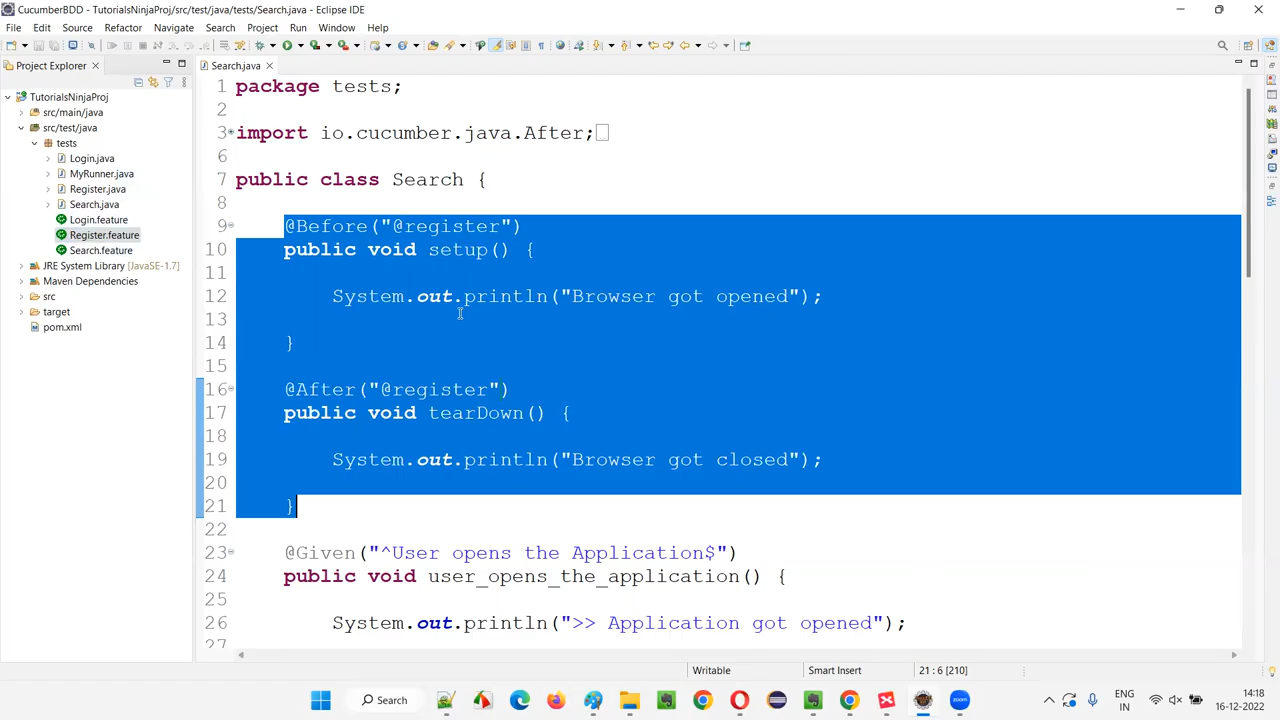 CucumberBDD - TutorialsNinjaProj/src/test/java/tests/Search.java - Eclipse IDE
File Edit Source Refactor Navigate Search Project Run Window Help
Project Explorer
Search.java
TutorialsNinjaProj
src/main/java
src/test/java
tests
Login.java
MyRunner.java
Register.java
Search.java
Login.feature
Register.feature
Search.feature
JRE System Library [JavaSE-1.7]
Maven Dependencies
src
target
pom.xml
1 package tests;
2
3 import io.cucumber.java.After;
6
7 public class Search {
8
9 @Before("@register")
10 public void setup() {
11
12 System.out.println("Browser got opened");
13
14 }
15
16 @After("@register")
17 public void tearDown() {
18
19 System.out.println("Browser got closed");
20
21 }
22
23 @Given("^User opens the Application$")
24 public void user_opens_the_application() {
25
26 System.out.println(">> Application got opened");
27
Writable Smart Insert 21 : 6 [210]
Search
ENG
IN
14:18
16-12-2022